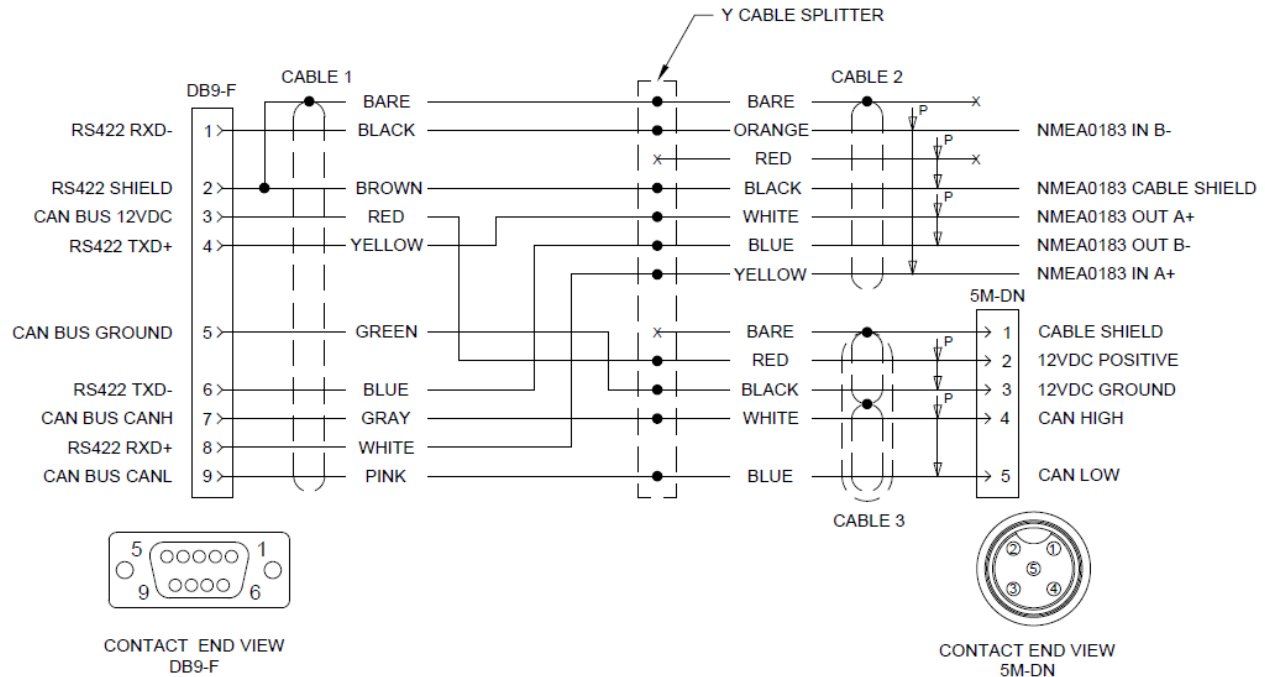 Y CABLE SPLITTER
DB9-F CABLE 1 CABLE 2
BARE BARE X P
RS422 RXD- 1 BLACK ORANGE NMEA0183 IN B-
X RED X P
RS422 SHIELD 2 BROWN BLACK NMEA0183 CABLE SHIELD
CAN BUS 12VDC 3 RED WHITE P NMEA0183 OUT A+
RS422 TXD+ 4 YELLOW BLUE NMEA0183 OUT B-
YELLOW NMEA0183 IN A+
5M-DN
CAN BUS GROUND 5 GREEN X BARE 1 CABLE SHIELD
RED P 2 12VDC POSITIVE
RS422 TXD- 6 BLUE BLACK 3 12VDC GROUND
CAN BUS CANH 7 GRAY WHITE P 4 CAN HIGH
RS422 RXD+ 8 WHITE
CAN BUS CANL 9 PINK BLUE 5 CAN LOW
CABLE 3
5 1
9 6
2 1
5
3 4
CONTACT END VIEW
DB9-F
CONTACT END VIEW
5M-DN